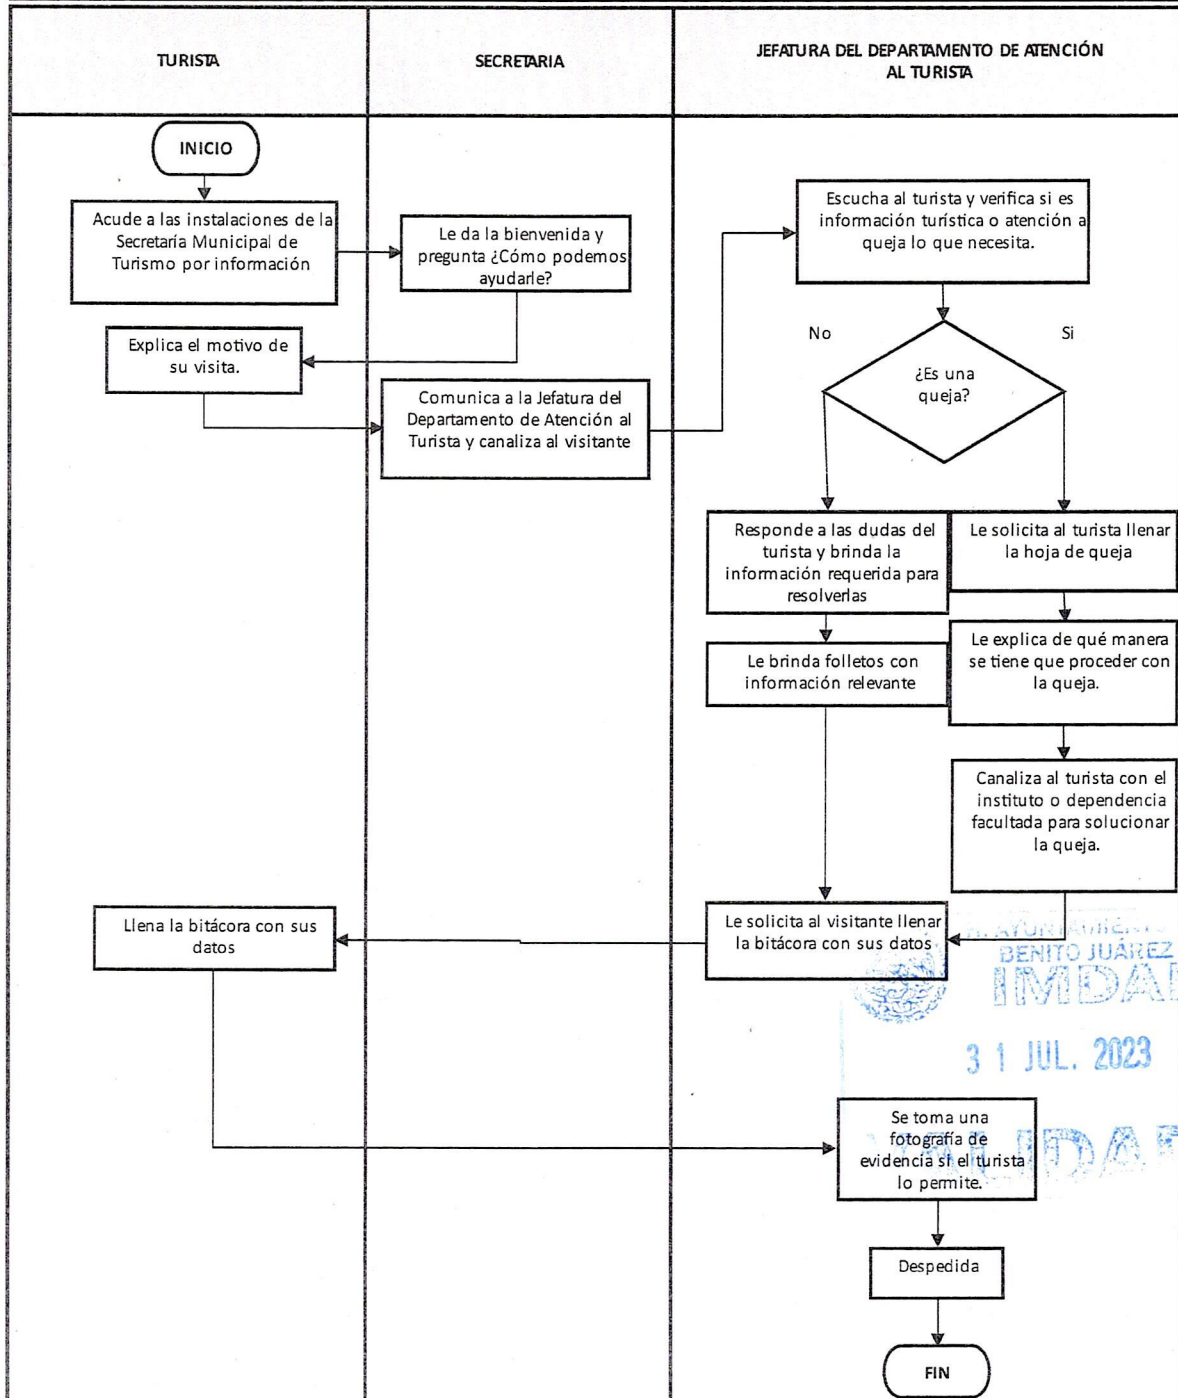 TURISTA
SECRETARIA
JEFATURA DEL DEPARTAMENTO DE ATENCIÓN
AL TURISTA
INICIO
Acude a las instalaciones de la
Secretaría Municipal de
Turismo por información
Le da la bienvenida y
pregunta ¿Cómo podemos
ayudarle?
Explica el motivo de
su visita.
Comunica a la Jefatura del
Departamento de Atención al
Turista y canaliza al visitante
Escucha al turista y verifica si es
información turística o atención a
queja lo que necesita.
No
Si
¿Es una
queja?
Responde a las dudas del
turista y brinda la
información requerida para
resolverlas
Le brinda folletos con
información relevante
Le solicita al turista llenar
la hoja de queja
Le explica de qué manera
se tiene que proceder con
la queja.
Canaliza al turista con el
instituto o dependencia
facultada para solucionar
la queja.
Le solicita al visitante llenar
la bitácora con sus datos
Llena la bitácora con sus
datos
H. AYUNTAMIENTO
BENITO JUÁREZ
31 JUL. 2023
Se toma una
fotografía de
evidencia si el turista
lo permite.
Despedida
FIN